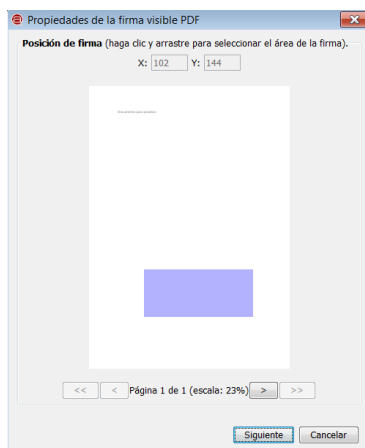 Propiedades de la firma visible PDF
Posición de firma (haga clic y arrastre para seleccionar el área de la firma).
X: 102 Y: 144
<< < Página 1 de 1 (escala: 23%) > >>
Siguiente Cancelar